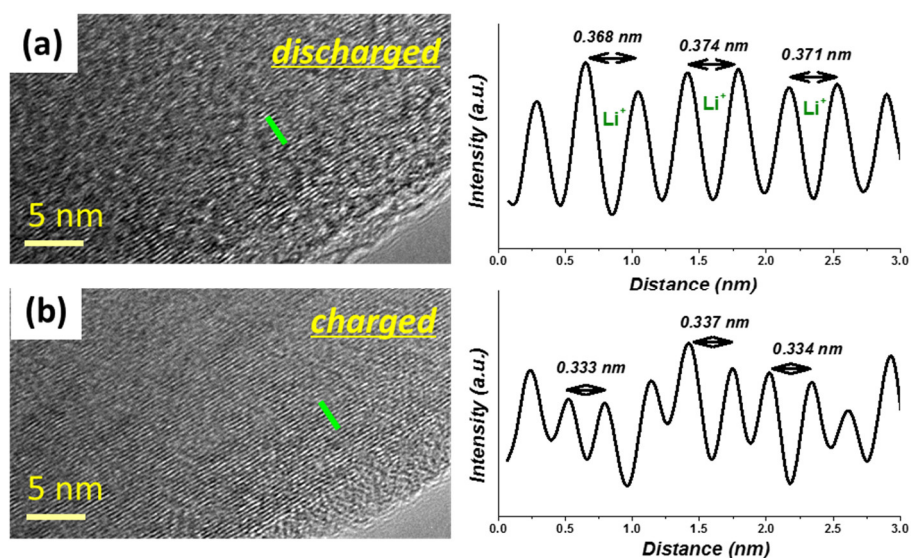 (a)
discharged
5 nm
0.368 nm
0.374 nm
0.371 nm
Li+
Li+
Li+
Intensity (a.u.)
0.0 0.5 1.0 1.5 2.0 2.5 3.0
Distance (nm)
(b)
charged
5 nm
0.333 nm
0.337 nm
0.334 nm
Intensity (a.u.)
0.0 0.5 1.0 1.5 2.0 2.5 3.0
Distance (nm)